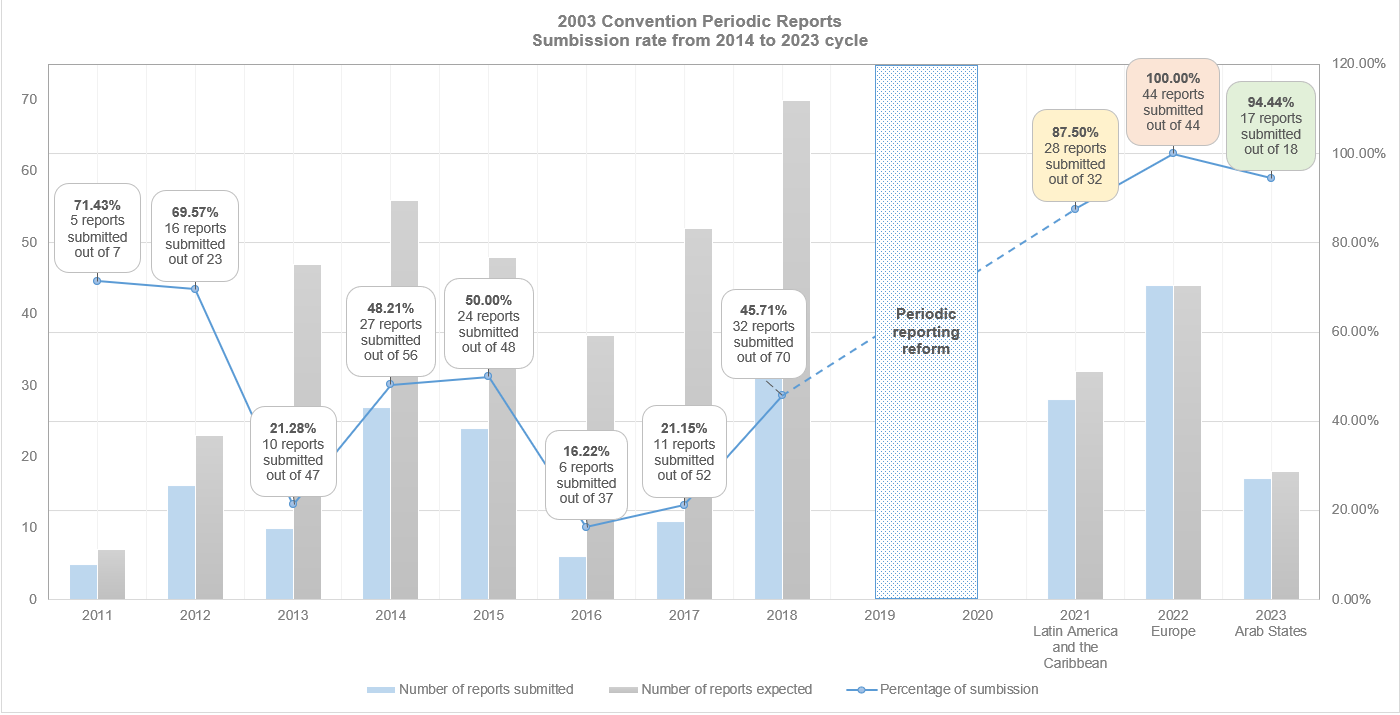 2003 Convention Periodic Reports
Sumbission rate from 2014 to 2023 cycle
70
60
50
40
30
20
10
0
120.00%
100.00%
80.00%
60.00%
40.00%
20.00%
0.00%
71.43%
5 reports
submitted
out of 7
69.57%
16 reports
submitted
out of 23
21.28%
10 reports
submitted
out of 47
48.21%
27 reports
submitted
out of 56
50.00%
24 reports
submitted
out of 48
16.22%
6 reports
submitted
out of 37
21.15%
11 reports
submitted
out of 52
45.71%
32 reports
submitted
out of 70
Periodic
reporting
reform
87.50%
28 reports
submitted
out of 32
100.00%
44 reports
submitted
out of 44
94.44%
17 reports
submitted
out of 18
2011
2012
2013
2014
2015
2016
2017
2018
2019
2020
2021
Latin America
and the
Caribbean
2022
Europe
2023
Arab States
Number of reports submitted
Number of reports expected
Percentage of sumbission